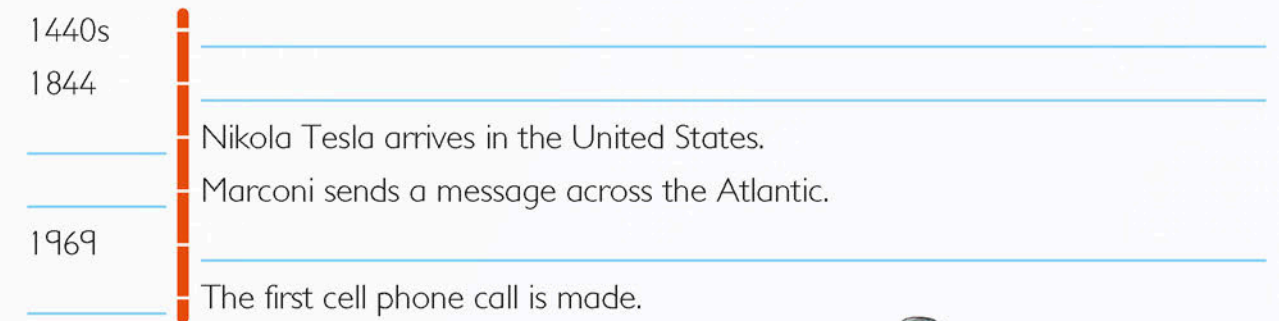 1440s
1844
Nikola Tesla arrives in the United States.
Marconi sends a message across the Atlantic.
1969
The first cell phone call is made.